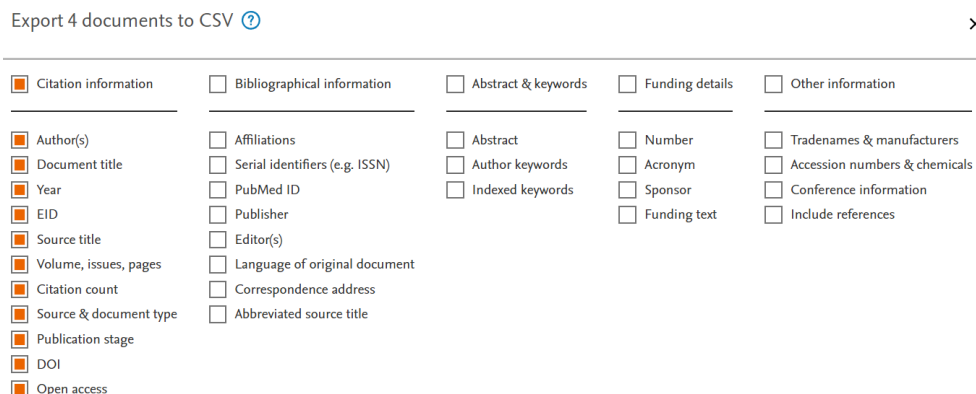 Export 4 documents to CSV ?
Citation information
Author(s)
Document title
Year
EID
Source title
Volume, issues, pages
Citation count
Source & document type
Publication stage
DOI
Open access
Bibliographical information
Affiliations
Serial identifiers (e.g. ISSN)
PubMed ID
Publisher
Editor(s)
Language of original document
Correspondence address
Abbreviated source title
Abstract & keywords
Abstract
Author keywords
Indexed keywords
Funding details
Number
Acronym
Sponsor
Funding text
Other information
Tradenames & manufacturers
Accession numbers & chemicals
Conference information
Include references